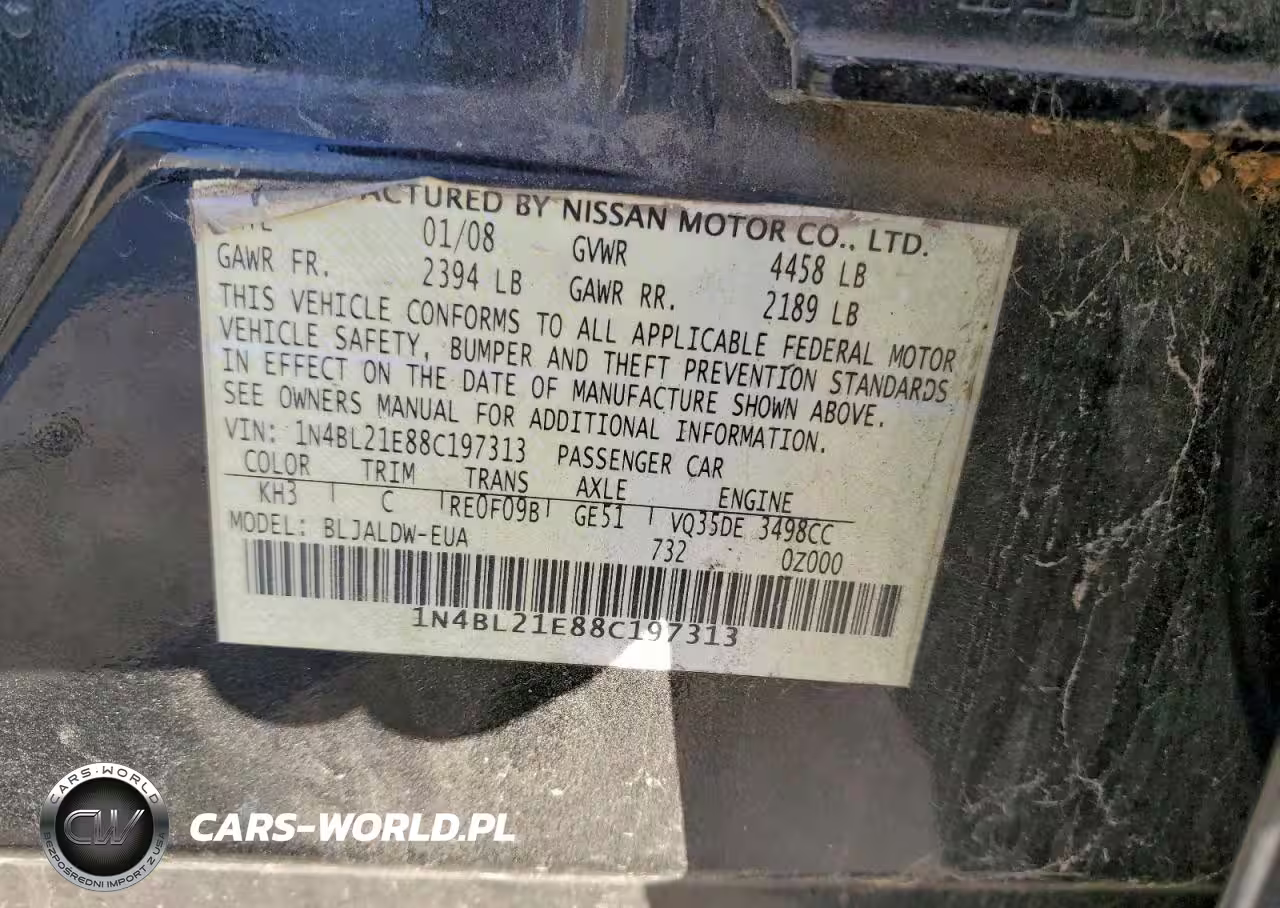 ACTURED BY NISSAN MOTOR CO., LTD.
01/08 GVWR 4458 LB
GAWR FR. 2394 LB GAWR RR. 2189 LB
THIS VEHICLE CONFORMS TO ALL APPLICABLE FEDERAL MOTOR
VEHICLE SAFETY, BUMPER AND THEFT PREVENTION STANDARDS
IN EFFECT ON THE DATE OF MANUFACTURE SHOWN ABOVE.
SEE OWNERS MANUAL FOR ADDITIONAL INFORMATION.
VIN: 1N4BL21E88C197313 PASSENGER CAR
COLOR TRIM TRANS AXLE ENGINE
KH3 C RE0F09B GE51 VQ35DE 3498CC
MODEL: BLJALDW-EUA 732 0Z000
1N4BL21E88C197313
CARS-WORLD
CW
BEZPOŚREDNI IMPORT Z USA
CARS-WORLD.PL